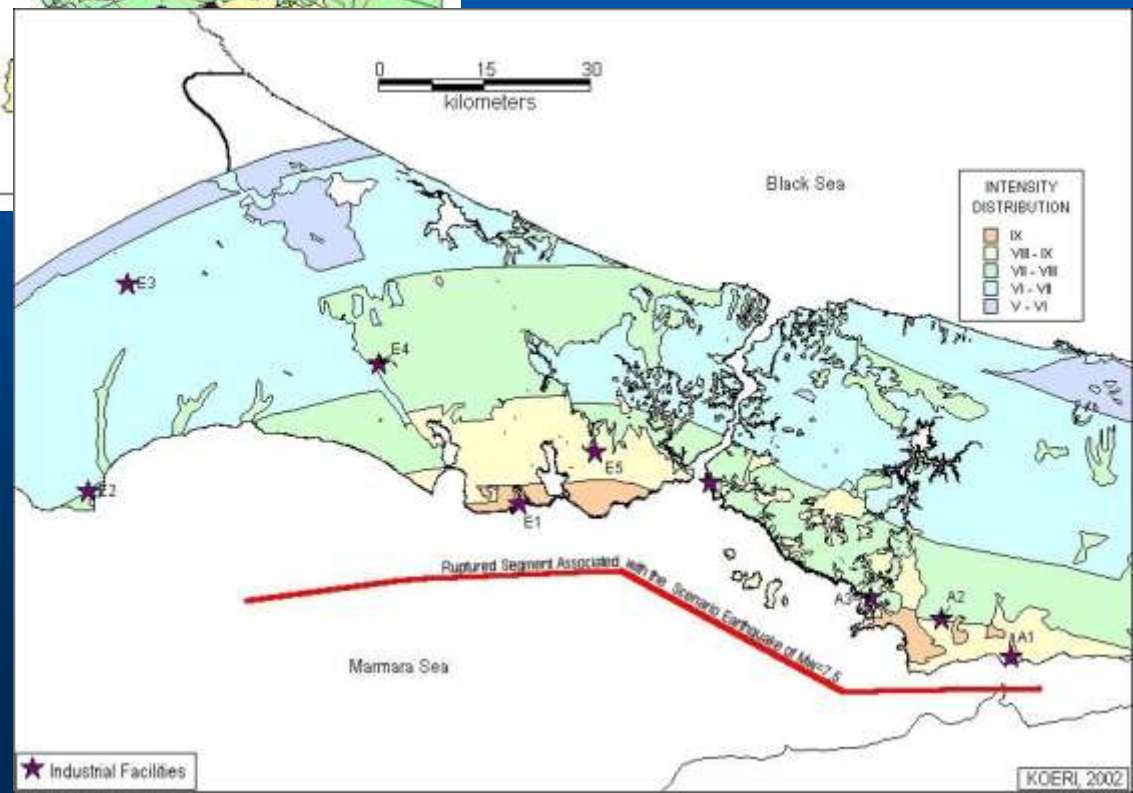 0 15 30
kilometers
Black Sea
INTENSITY
DISTRIBUTION
IX
VIII - IX
VII - VIII
VI - VII
V - VI
E3
E4
E5
E2
E1
Ruptured Segment Associated with the Scenario Earthquake of Mw=7.5
A3
A2
A1
Marmara Sea
Industrial Facilities
KOERI, 2002